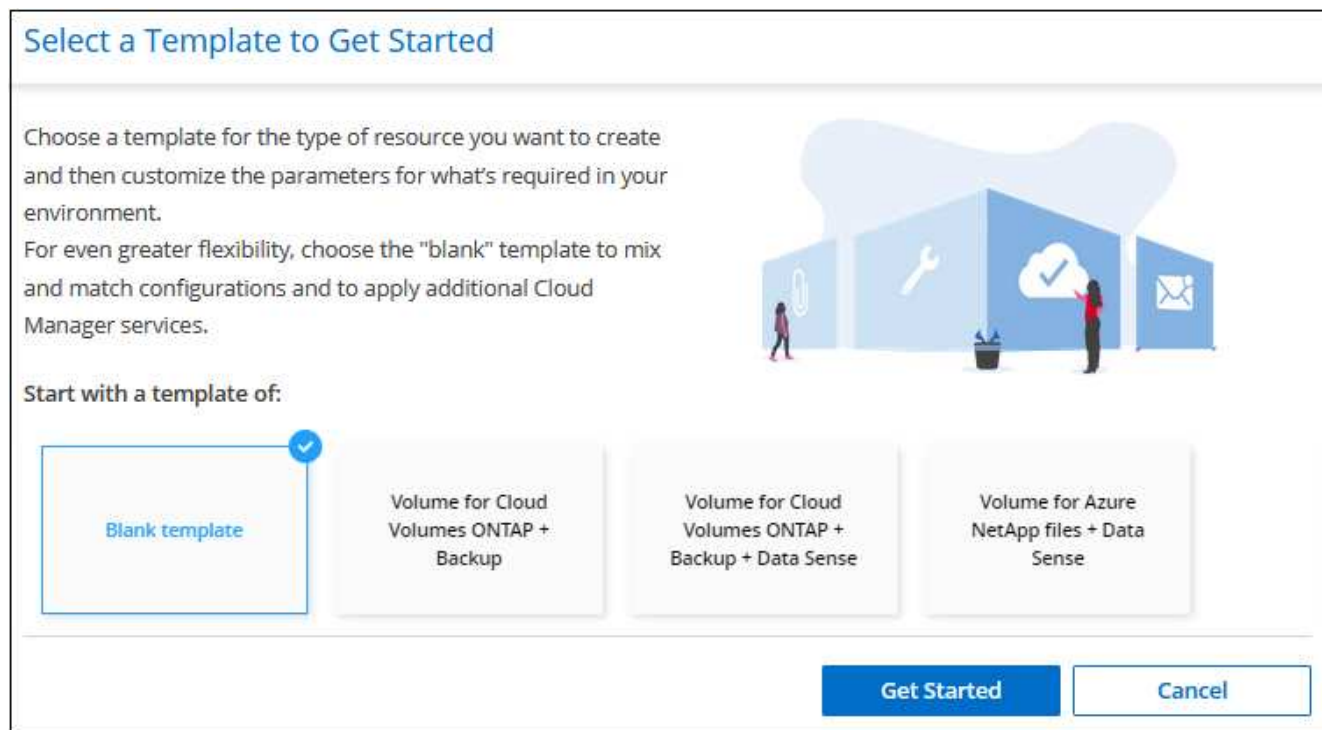 Select a Template to Get Started
Choose a template for the type of resource you want to create
and then customize the parameters for what's required in your
environment.
For even greater flexibility, choose the "blank" template to mix
and match configurations and to apply additional Cloud
Manager services.
Start with a template of:
Blank template
Volume for Cloud
Volumes ONTAP +
Backup
Volume for Cloud
Volumes ONTAP +
Backup + Data Sense
Volume for Azure
NetApp files + Data
Sense
Get Started
Cancel